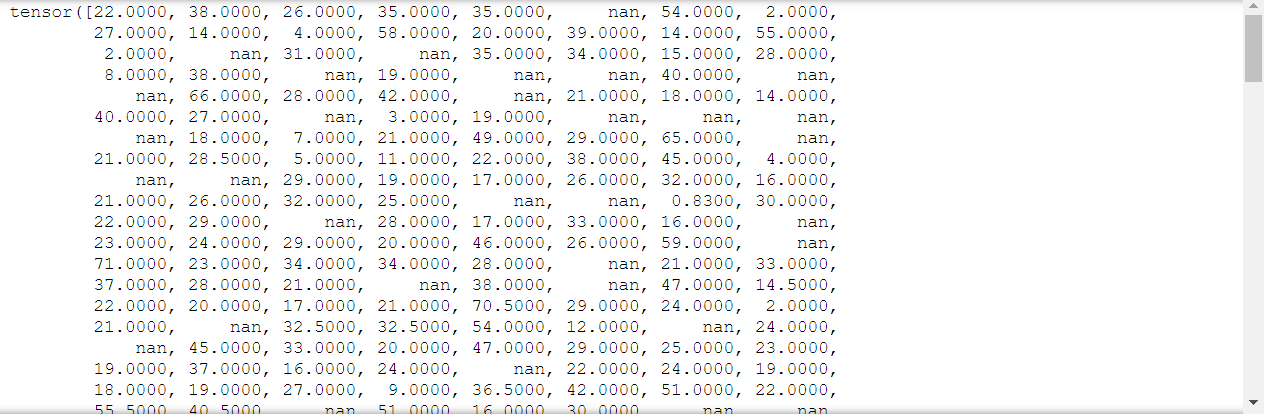 tensor([22.0000, 38.0000, 26.0000, 35.0000, 35.0000,     nan, 54.0000,  2.0000,
        27.0000, 14.0000,  4.0000, 58.0000, 20.0000, 39.0000, 14.0000, 55.0000,
         2.0000,     nan, 31.0000,     nan, 35.0000, 34.0000, 15.0000, 28.0000,
         8.0000, 38.0000,     nan, 19.0000,     nan,     nan, 40.0000,     nan,
            nan, 66.0000, 28.0000, 42.0000,     nan, 21.0000, 18.0000, 14.0000,
        40.0000, 27.0000,     nan,  3.0000, 19.0000,     nan,     nan,     nan,
            nan, 18.0000,  7.0000, 21.0000, 49.0000, 29.0000, 65.0000,     nan,
        21.0000, 28.5000,  5.0000, 11.0000, 22.0000, 38.0000, 45.0000,  4.0000,
            nan,     nan, 29.0000, 19.0000, 17.0000, 26.0000, 32.0000, 16.0000,
        21.0000, 26.0000, 32.0000, 25.0000,     nan,     nan,  0.8300, 30.0000,
        22.0000, 29.0000,     nan, 28.0000, 17.0000, 33.0000, 16.0000,     nan,
        23.0000, 24.0000, 29.0000, 20.0000, 46.0000, 26.0000, 59.0000,     nan,
        71.0000, 23.0000, 34.0000, 34.0000, 28.0000,     nan, 21.0000, 33.0000,
        37.0000, 28.0000, 21.0000,     nan, 38.0000,     nan, 47.0000, 14.5000,
        22.0000, 20.0000, 17.0000, 21.0000, 70.5000, 29.0000, 24.0000,  2.0000,
        21.0000,     nan, 32.5000, 32.5000, 54.0000, 12.0000,     nan, 24.0000,
            nan, 45.0000, 33.0000, 20.0000, 47.0000, 29.0000, 25.0000, 23.0000,
        19.0000, 37.0000, 16.0000, 24.0000,     nan, 22.0000, 24.0000, 19.0000,
        18.0000, 19.0000, 27.0000,  9.0000, 36.5000, 42.0000, 51.0000, 22.0000,
        55.5000, 40.5000,     nan, 51.0000, 16.0000, 30.0000,     nan,     nan,